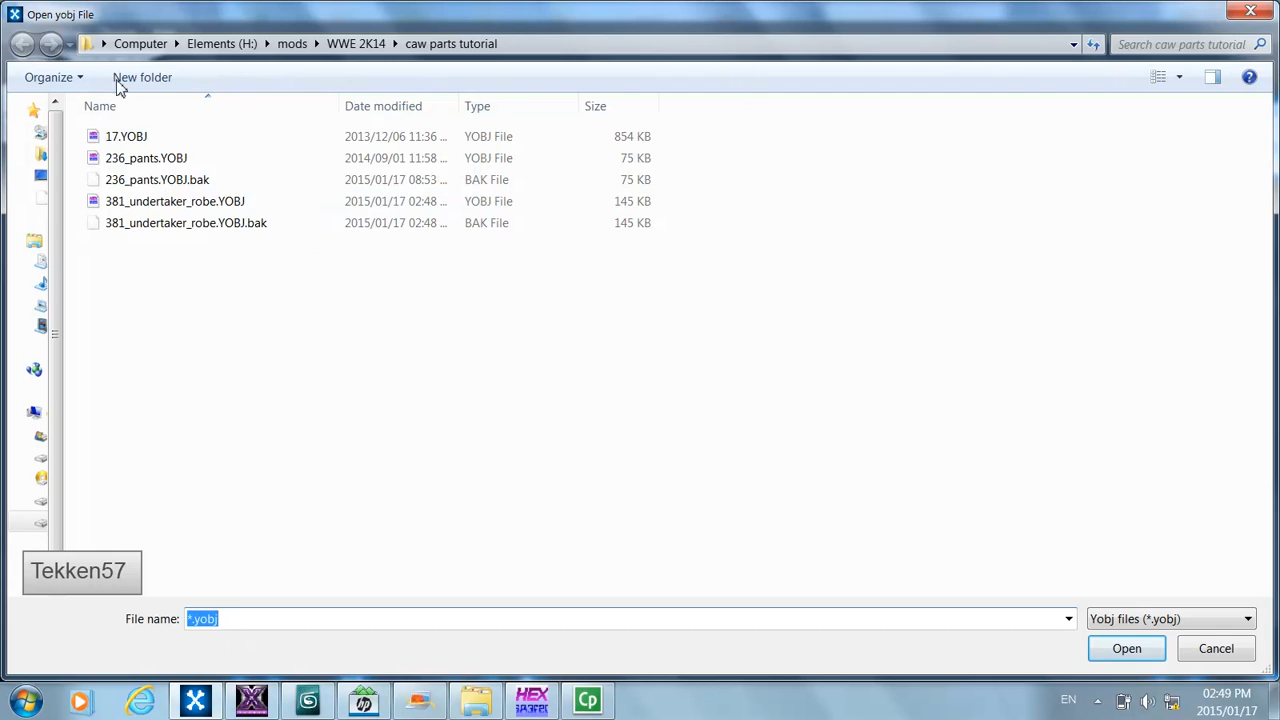 Open yobj File
Computer Elements (H:) mods WWE 2K14 caw parts tutorial Search caw parts tutorial
Organize New folder
Name Date modified Type Size
17.YOBJ 2013/12/06 11:36 ... YOBJ File 854 KB
236_pants.YOBJ 2014/09/01 11:58 ... YOBJ File 75 KB
236_pants.YOBJ.bak 2015/01/17 08:53 ... BAK File 75 KB
381_undertaker_robe.YOBJ 2015/01/17 02:48 ... YOBJ File 145 KB
381_undertaker_robe.YOBJ.bak 2015/01/17 02:48 ... BAK File 145 KB
Tekken57
File name: *.yobj Yobj files (*.yobj)
Open Cancel
hp HEX Cp EN 02:49 PM
2015/01/17